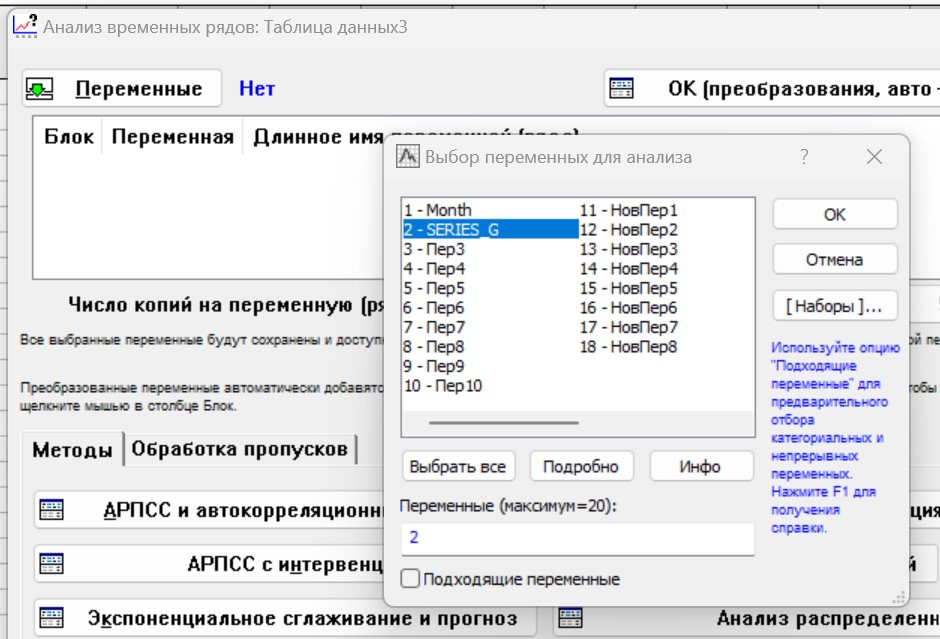 Анализ временных рядов: Таблица данных3
Переменные
Нет
OK (преобразования, авто -
Блок Переменная Длинное имя
Число копий на переменную (ря
Все выбранные переменные будут сохранены и доступ
ой пе
Преобразованные переменные автоматически добавятс
тобы
щелкните мышью в столбце Блок.
Методы
Обработка пропусков
АРПСС и автокорреляционн
ция
АРПСС с интервенц
й
Экспоненциальное сглаживание и прогноз
Анализ распределенн
Выбор переменных для анализа
?
1 - Month
2 - SERIES_G
3 - Пер3
4 - Пер4
5 - Пер5
6 - Пер6
7 - Пер7
8 - Пер8
9 - Пер9
10 - Пер10
11 - НовПер1
12 - НовПер2
13 - НовПер3
14 - НовПер4
15 - НовПер5
16 - НовПер6
17 - НовПер7
18 - НовПер8
OK
Отмена
[ Наборы ]...
Используйте опцию
"Подходящие
переменные" для
предварительного
отбора
категориальных и
непрерывных
переменных.
Нажмите F1 для
получения
справки.
Выбрать все
Подробно
Инфо
Переменные (максимум=20):
2
Подходящие переменные